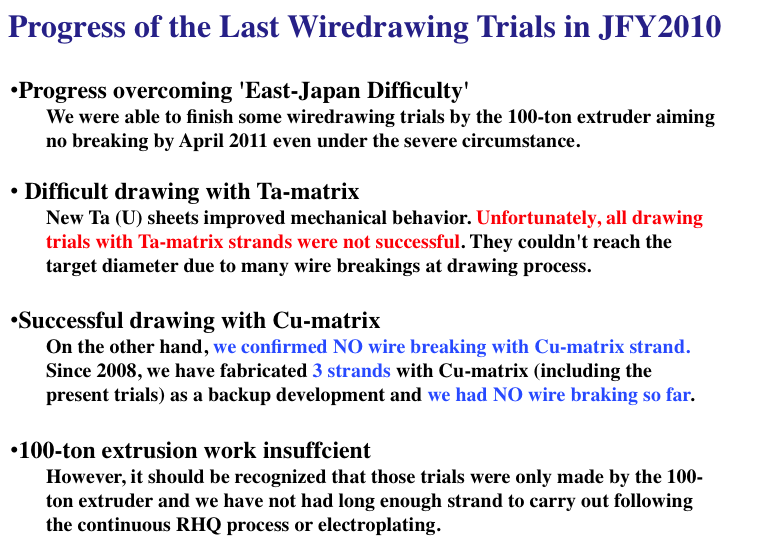 Progress of the Last Wiredrawing Trials in JFY2010
•Progress overcoming 'East-Japan Difficulty'
We were able to finish some wiredrawing trials by the 100-ton extruder aiming
no breaking by April 2011 even under the severe circumstance.
• Difficult drawing with Ta-matrix
New Ta (U) sheets improved mechanical behavior. Unfortunately, all drawing
trials with Ta-matrix strands were not successful. They couldn't reach the
target diameter due to many wire breakings at drawing process.
•Successful drawing with Cu-matrix
On the other hand, we confirmed NO wire breaking with Cu-matrix strand.
Since 2008, we have fabricated 3 strands with Cu-matrix (including the
present trials) as a backup development and we had NO wire braking so far.
•100-ton extrusion work insuffcient
However, it should be recognized that those trials were only made by the 100-
ton extruder and we have not had long enough strand to carry out following
the continuous RHQ process or electroplating.